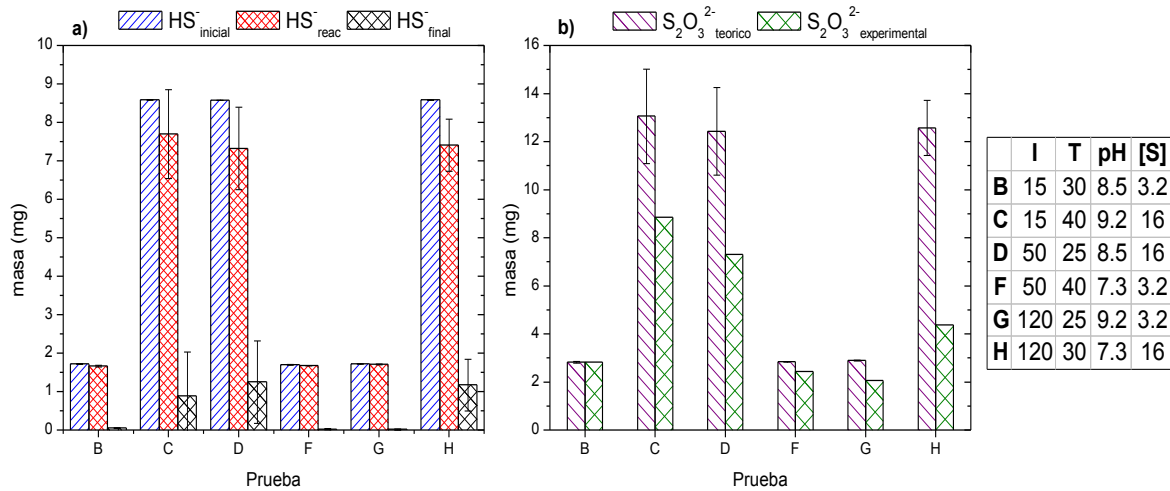 a) HS⁻ inicial HS⁻ reac HS⁻ final
10
9
8
7
6
5
4
3
2
1
0
masa (mg)
B C D F G H
Prueba
b) S₂O₃²⁻ teorico S₂O₃²⁻ experimental
16
14
12
10
8
6
4
2
0
masa (mg)
B C D F G H
Prueba
I T pH [S]
B 15 30 8.5 3.2
C 15 40 9.2 16
D 50 25 8.5 16
F 50 40 7.3 3.2
G 120 25 9.2 3.2
H 120 30 7.3 16